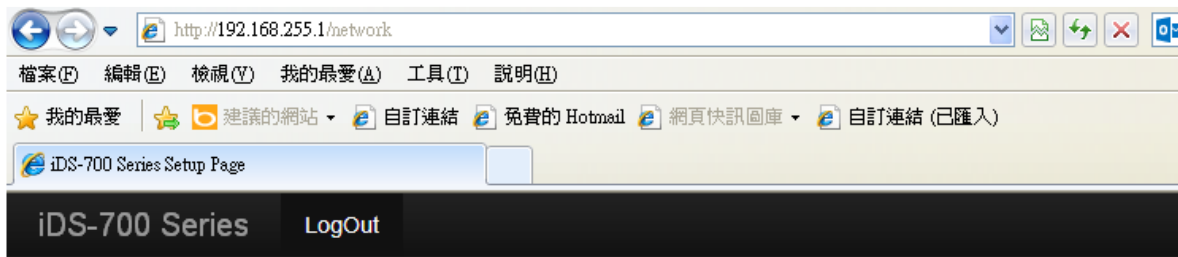 http://192.168.255.1/network
檔案(F) 編輯(E) 檢視(V) 我的最愛(A) 工具(T) 說明(H)
我的最愛 建議的網站 自訂連結 免費的 Hotmail 網頁快訊圖庫 自訂連結 (已匯入)
iDS-700 Series Setup Page
iDS-700 Series LogOut